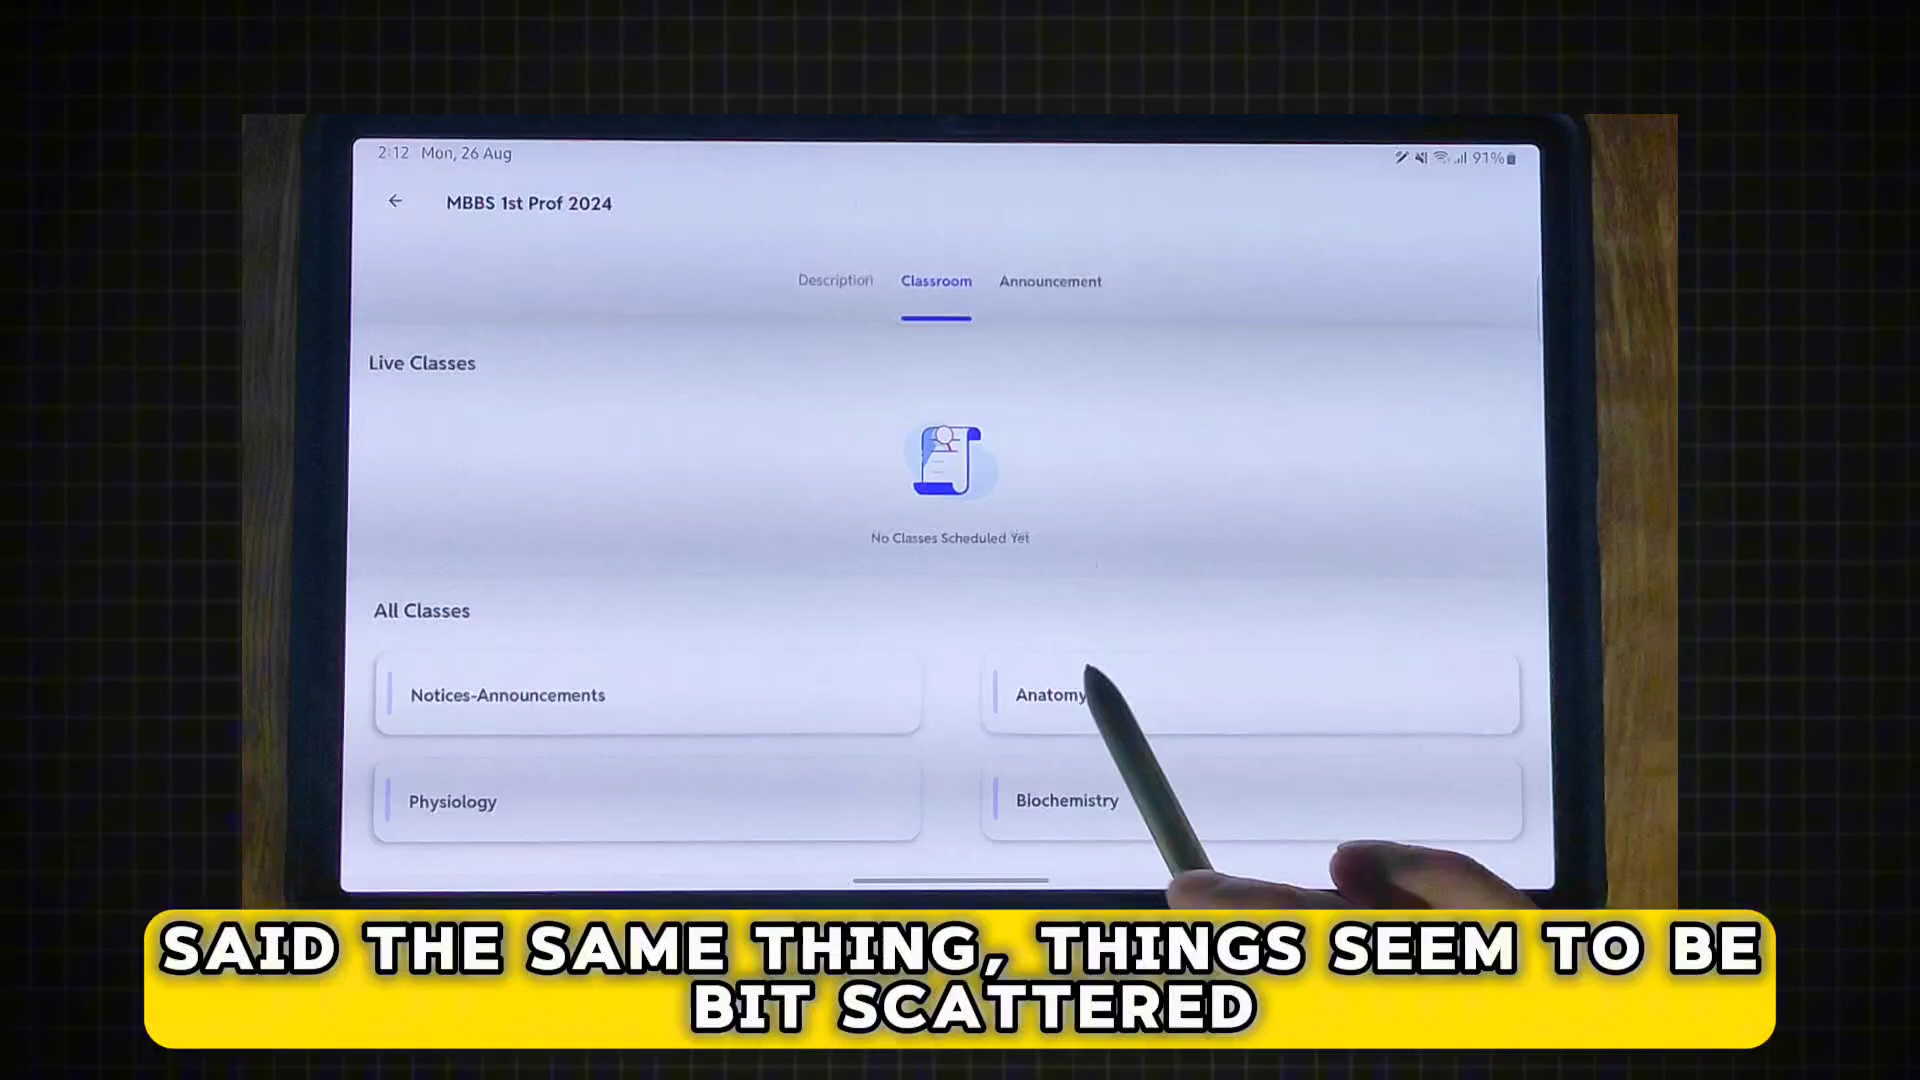 2:12 Mon, 26 Aug
91%
MBBS 1st Prof 2024
Description Classroom Announcement
Live Classes
No Classes Scheduled Yet
All Classes
Notices-Announcements Anatomy
Physiology Biochemistry
SAID THE SAME THING, THINGS SEEM TO BE
BIT SCATTERED